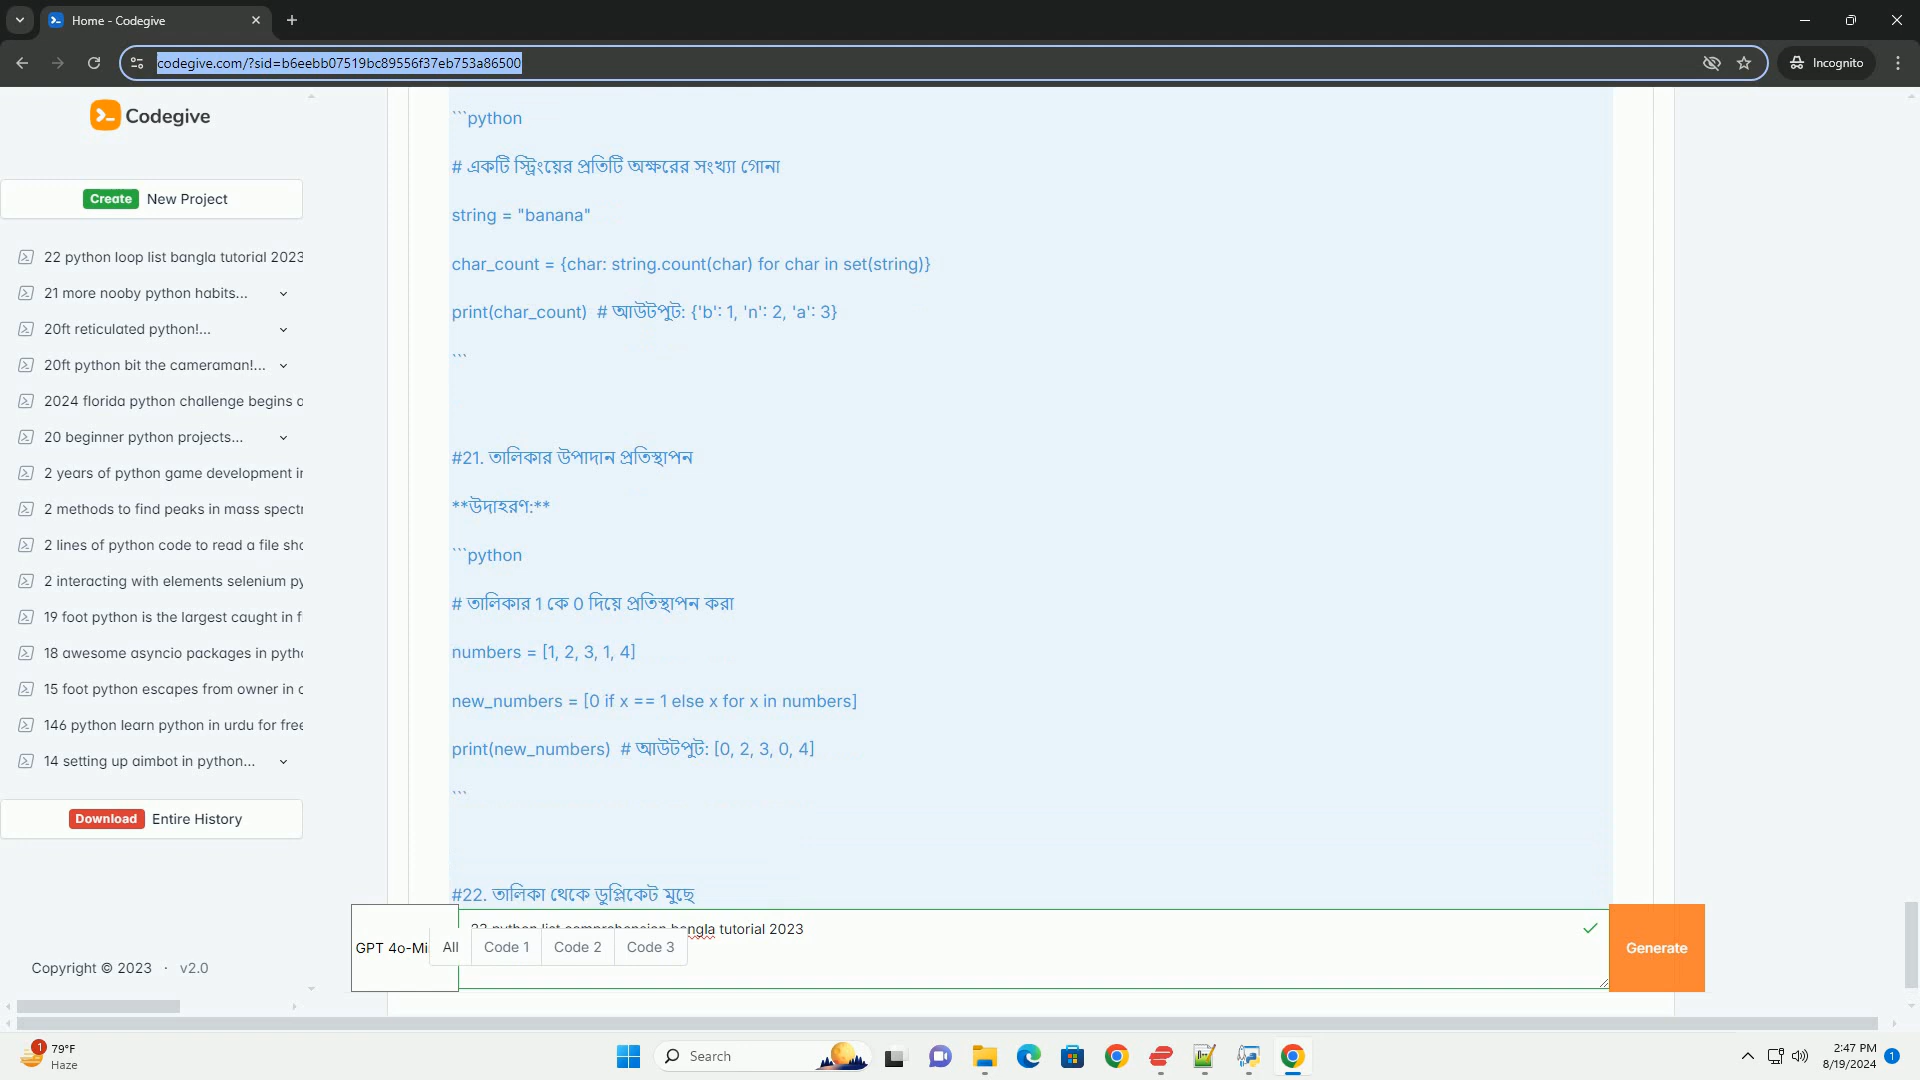 Home - Codegive
codegive.com/?sid=b6eebb07519bc89556f37eb753a86500
Incognito
Codegive
Create New Project
22 python loop list bangla tutorial 2023
21 more nooby python habits...
20ft reticulated python!...
20ft python bit the cameraman!...
2024 florida python challenge begins
20 beginner python projects...
2 years of python game development
2 methods to find peaks in mass
2 lines of python code to read a file
2 interacting with elements selenium
19 foot python is the largest caught in
18 awesome asyncio packages in
15 foot python escapes from owner in
146 python learn python in urdu for free
14 setting up aimbot in python...
Download Entire History
Copyright © 2023 · v2.0
```python
# একটি স্ট্রিংয়ের প্রতিটি অক্ষরের সংখ্যা গোনা
string = "banana"
char_count = {char: string.count(char) for char in set(string)}
print(char_count)  # আউটপুট: {'b': 1, 'n': 2, 'a': 3}
```
#21. তালিকার উপাদান প্রতিস্থাপন
**উদাহরণ:**
```python
# তালিকার 1 কে 0 দিয়ে প্রতিস্থাপন করা
numbers = [1, 2, 3, 1, 4]
new_numbers = [0 if x == 1 else x for x in numbers]
print(new_numbers)  # আউটপুট: [0, 2, 3, 0, 4]
```
#22. তালিকা থেকে ডুপ্লিকেট মুছে
22 python list comprehension bangla tutorial 2023
GPT 4o-Mi
All Code 1 Code 2 Code 3
Generate
1
79°F
Haze
Search
2:47 PM
8/19/2024
1